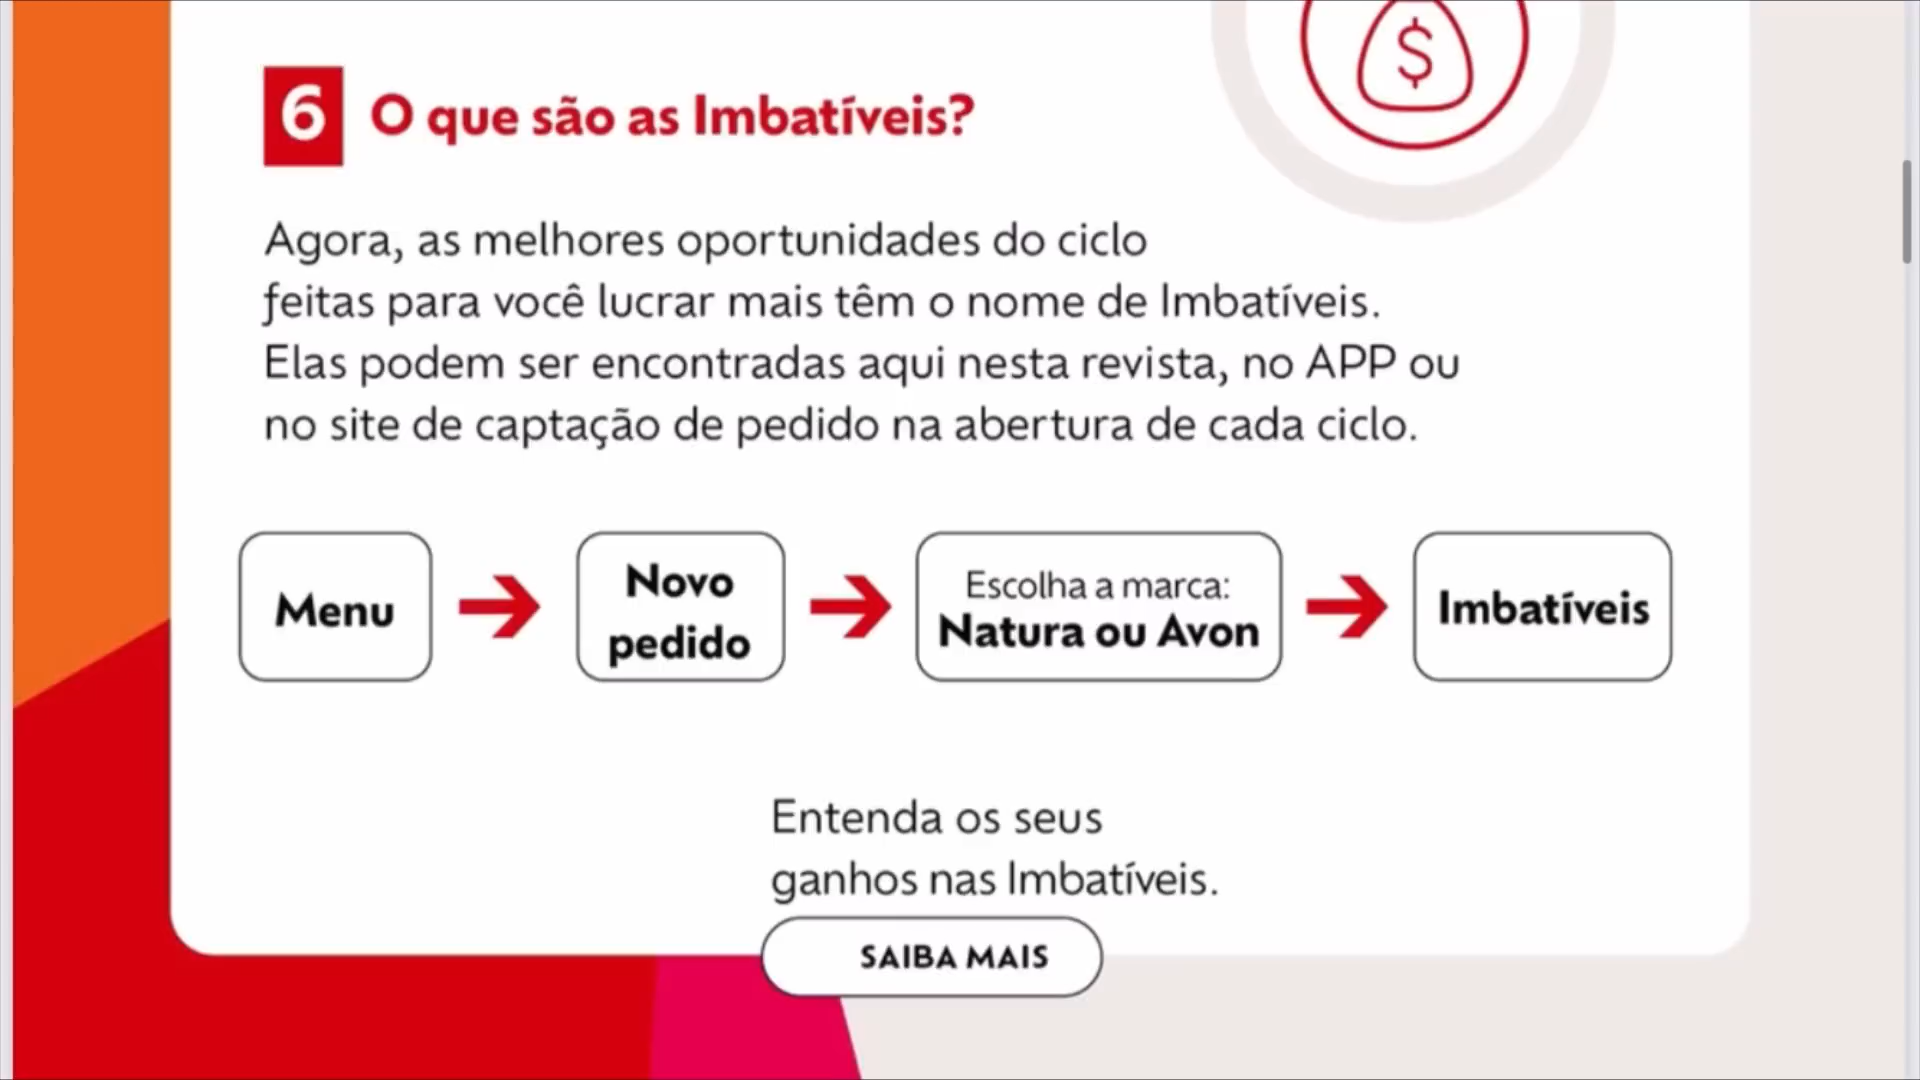 $
6 O que são as Imbatíveis?
Agora, as melhores oportunidades do ciclo
feitas para você lucrar mais têm o nome de Imbatíveis.
Elas podem ser encontradas aqui nesta revista, no APP ou
no site de captação de pedido na abertura de cada ciclo.
Menu
Novo
pedido
Escolha a marca:
Natura ou Avon
Imbatíveis
Entenda os seus
ganhos nas Imbatíveis.
SAIBA MAIS